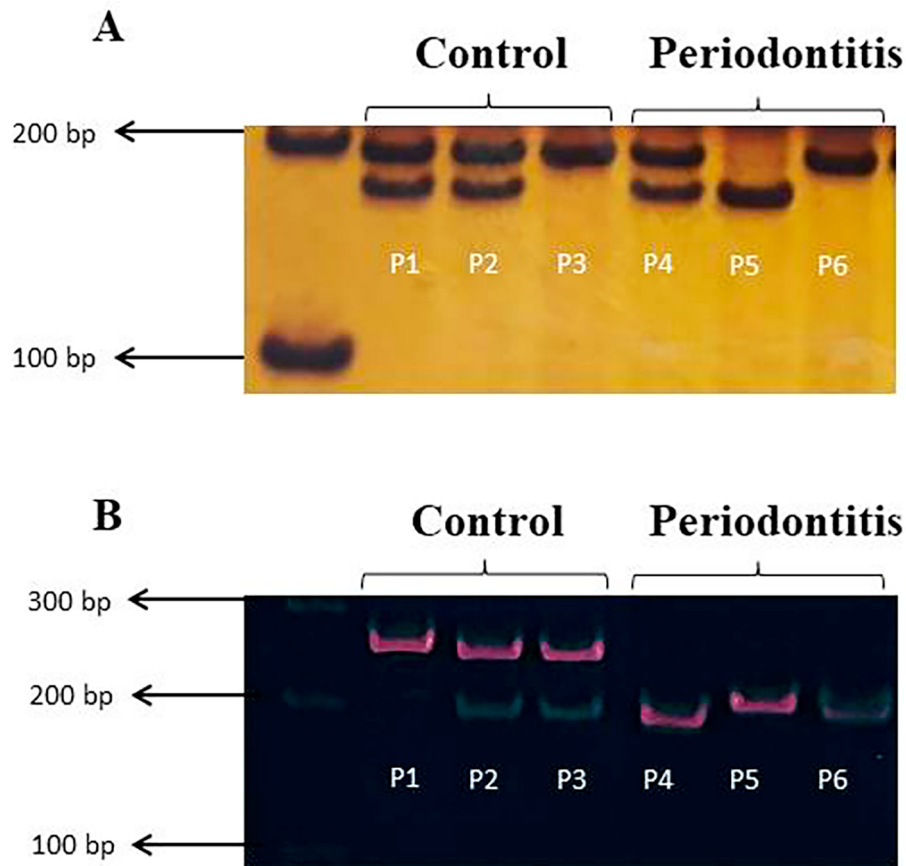 A
Control Periodontitis
200 bp
P1 P2 P3 P4 P5 P6
100 bp
B
Control Periodontitis
300 bp
200 bp
P1 P2 P3 P4 P5 P6
100 bp